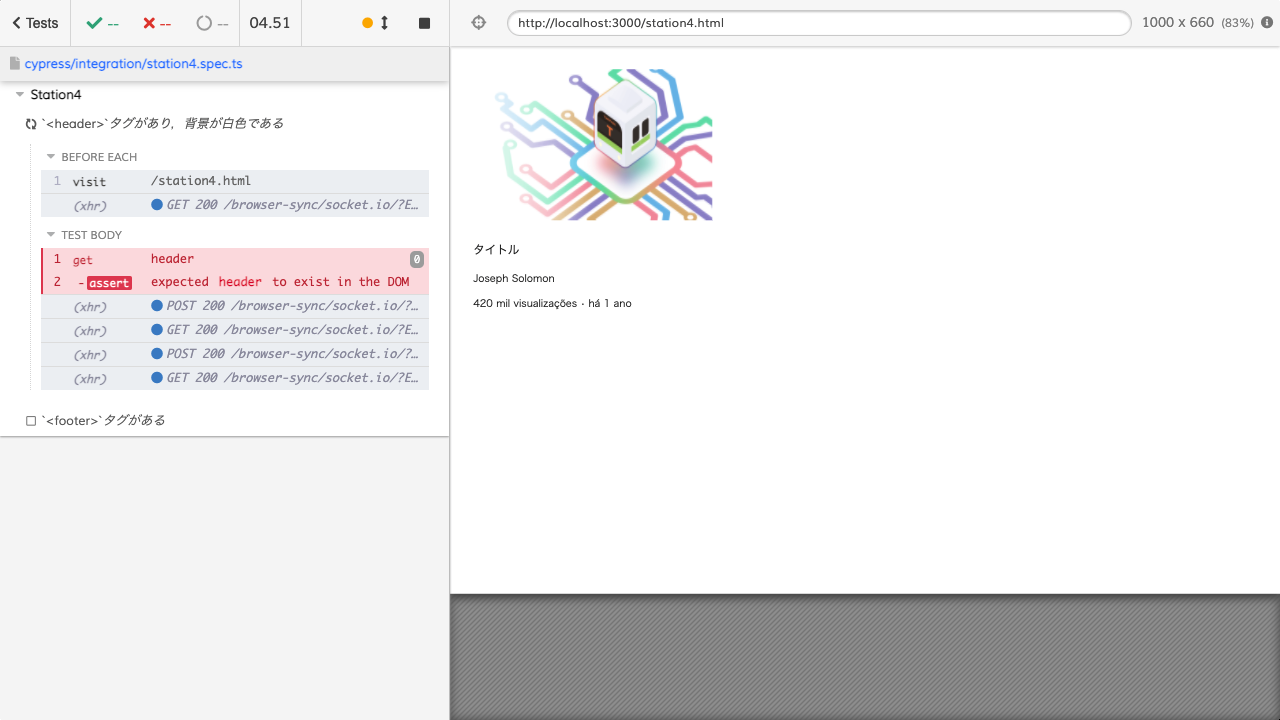 Tests
--
--
--
04.51
http://localhost:3000/station4.html
1000 x 660 (83%)
cypress/integration/station4.spec.ts
Station4
`<header>`タグがあり，背景が白色である
BEFORE EACH
1 visit /station4.html
(xhr) GET 200 /browser-sync/socket.io/?E…
TEST BODY
1 get header 0
2 -assert expected header to exist in the DOM
(xhr) POST 200 /browser-sync/socket.io/?…
(xhr) GET 200 /browser-sync/socket.io/?E…
(xhr) POST 200 /browser-sync/socket.io/?…
(xhr) GET 200 /browser-sync/socket.io/?E…
`<footer>`タグがある
タイトル
Joseph Solomon
420 mil visualizações · há 1 ano